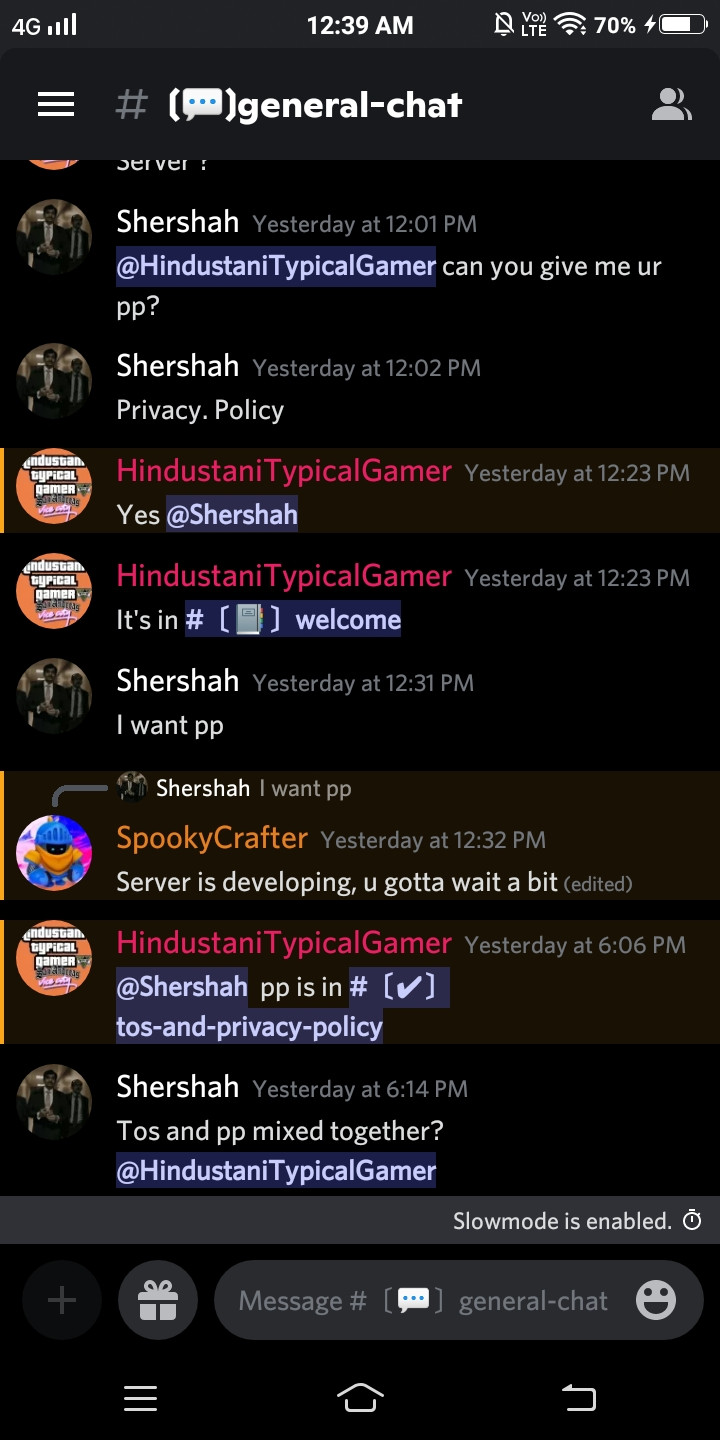 4G 12:39 AM Vo)) LTE 70%
# (💬)general-chat
Server ?
Shershah Yesterday at 12:01 PM
@HindustaniTypicalGamer can you give me ur
pp?
Shershah Yesterday at 12:02 PM
Privacy. Policy
HindustaniTypicalGamer Yesterday at 12:23 PM
Yes @Shershah
HindustaniTypicalGamer Yesterday at 12:23 PM
It's in # 〔📔〕welcome
Shershah Yesterday at 12:31 PM
I want pp
Shershah I want pp
SpookyCrafter Yesterday at 12:32 PM
Server is developing, u gotta wait a bit (edited)
HindustaniTypicalGamer Yesterday at 6:06 PM
@Shershah pp is in # 〔✔〕
tos-and-privacy-policy
Shershah Yesterday at 6:14 PM
Tos and pp mixed together?
@HindustaniTypicalGamer
Slowmode is enabled.
Message # 〔💬〕general-chat